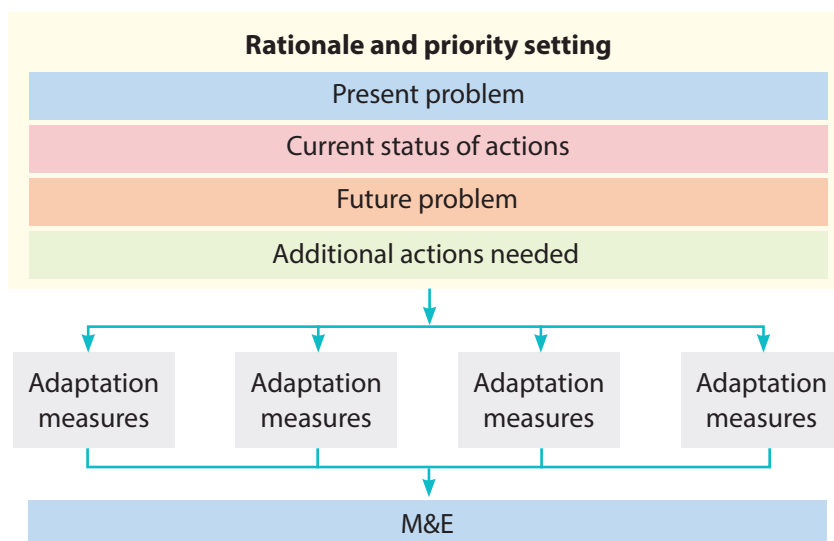 Rationale and priority setting
Present problem
Current status of actions
Future problem
Additional actions needed
Adaptation
measures
Adaptation
measures
Adaptation
measures
Adaptation
measures
M&E